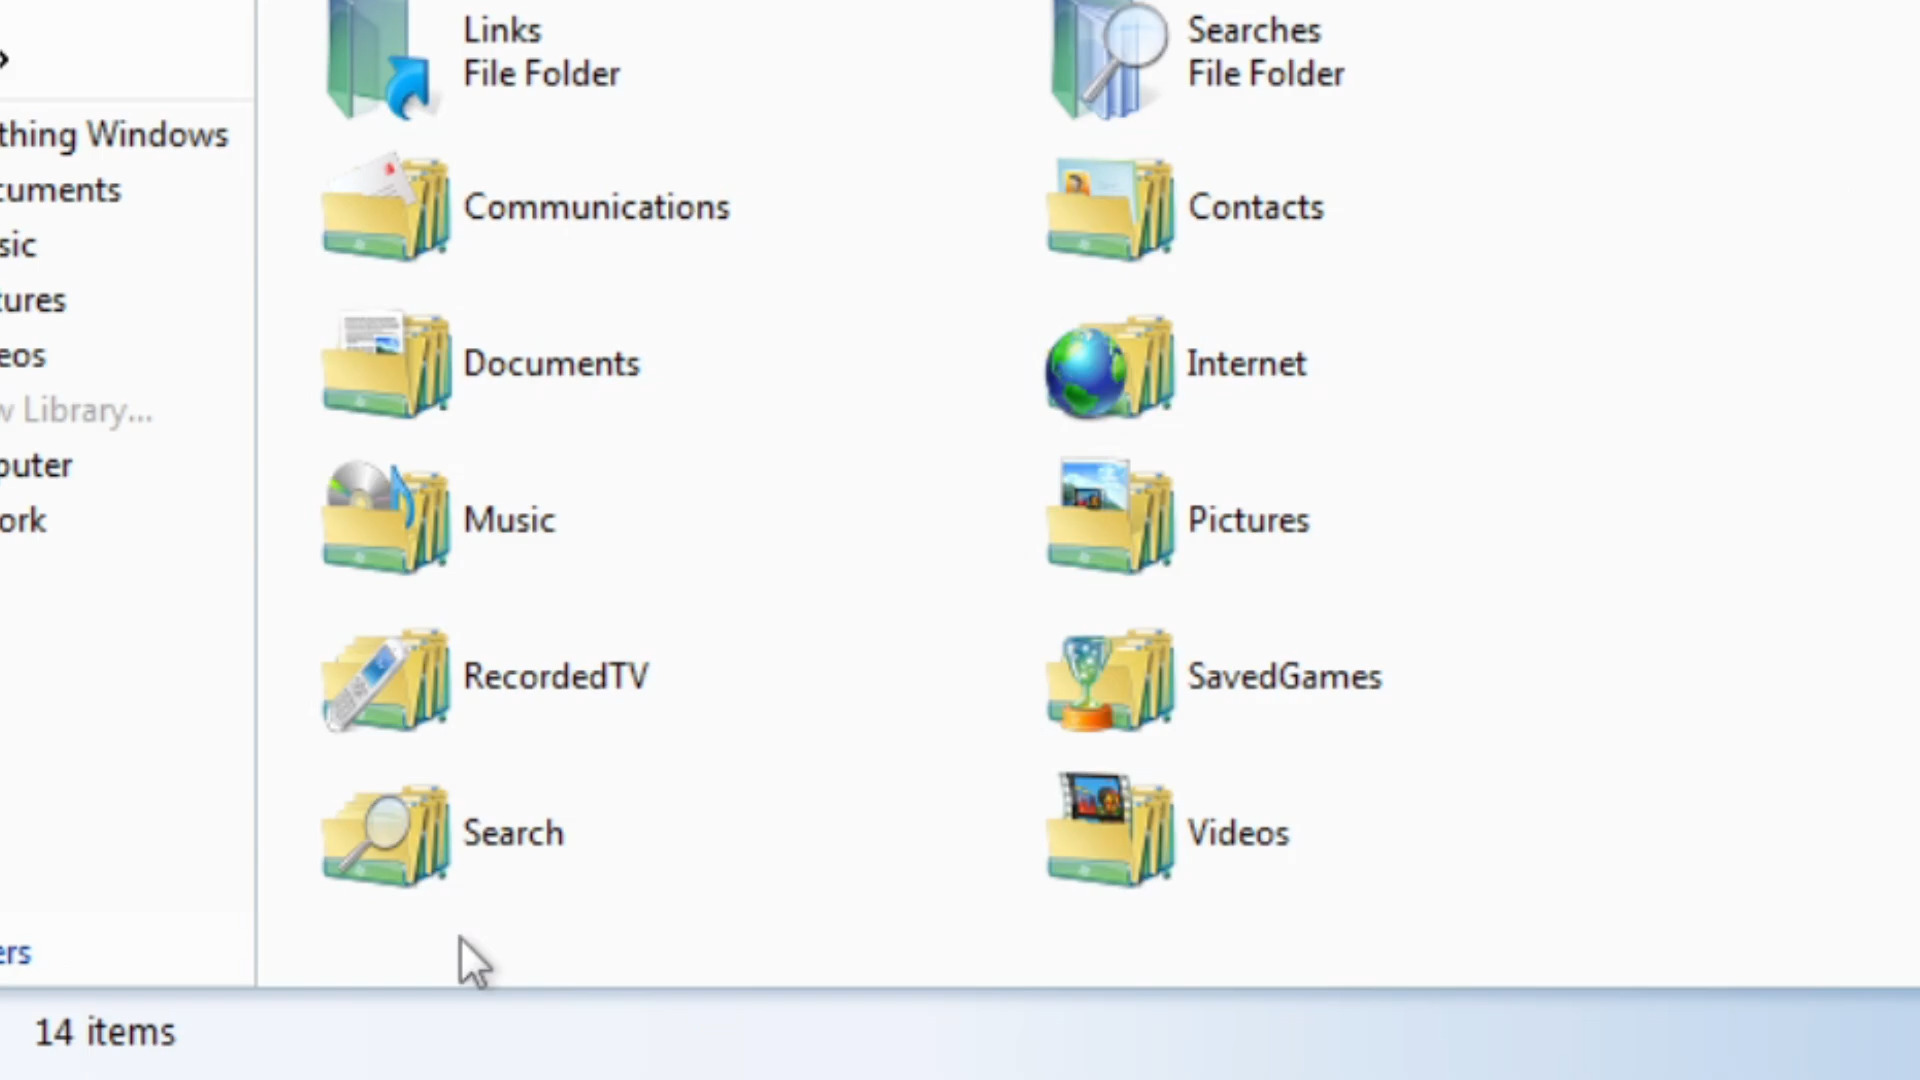 Links
File Folder
Searches
File Folder
thing Windows
cuments
sic
tures
eos
w Library...
puter
ork
ers
Communications
Contacts
Documents
Internet
Music
Pictures
RecordedTV
SavedGames
Search
Videos
14 items